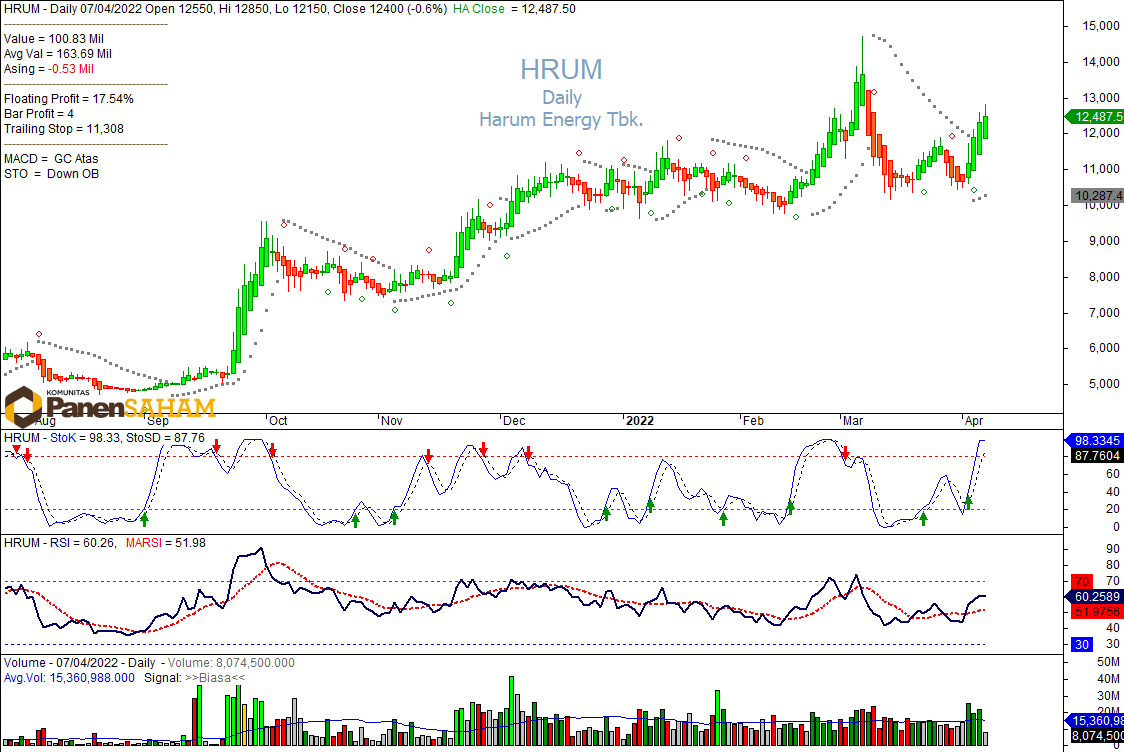 HRUM - Daily 07/04/2022 Open 12550, Hi 12850, Lo 12150, Close 12400 (-0.6%) HA Close = 12,487.50
Value = 100.83 Mil
Avg Val = 163.69 Mil
Asing = -0.53 Mil
Floating Profit = 17.54%
Bar Profit = 4
Trailing Stop = 11,308
MACD = GC Atas
STO = Down OB
HRUM
Daily
Harum Energy Tbk.
15,000
14,000
13,000
12,487.5
12,000
11,000
10,287.4
10,000
9,000
8,000
7,000
6,000
5,000
KOMUNITAS
PanenSAHAM
Aug Sep Oct Nov Dec 2022 Feb Mar Apr
HRUM - StoK = 98.33, StoSD = 87.76
98.3345
87.7604
60
40
20
0
HRUM - RSI = 60.26, MARSI = 51.98
90
80
70
70
60.2589
51.9756
40
30
30
Volume - 07/04/2022 - Daily - Volume: 8,074,500.000
Avg.Vol: 15,360,988.000 Signal: >>Biasa<<
50M
40M
30M
20M
15,360,98
8,074,500
0